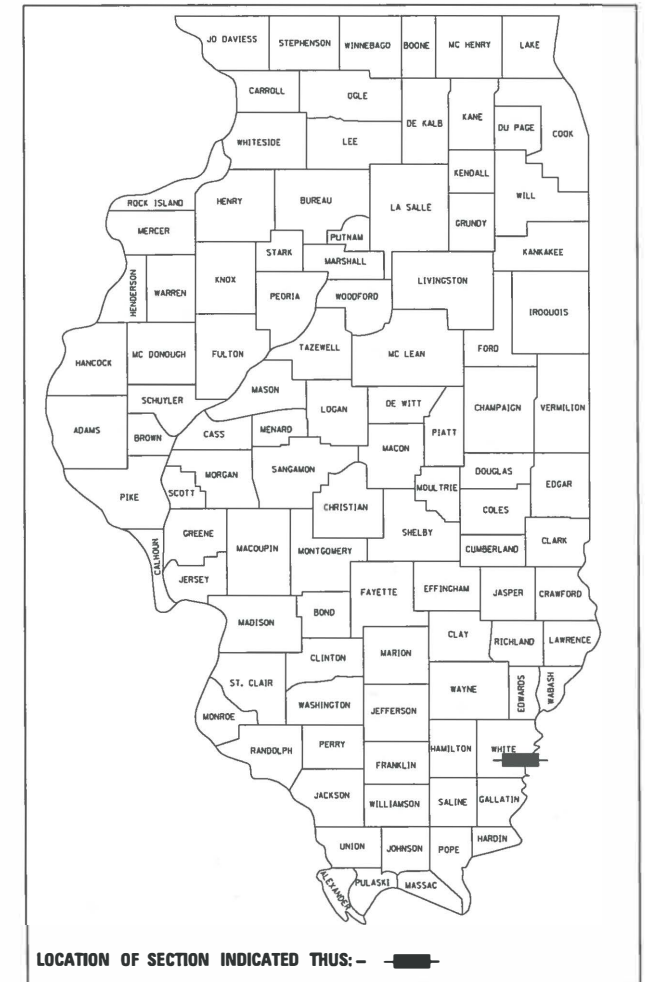 JO DAVIESS STEPHENSON WINNEBAGO BOONE MC HENRY LAKE
CARROLL OGLE DE KALB KANE DU PAGE COOK
WHITESIDE LEE
KENDALL WILL
ROCK ISLAND HENRY BUREAU LA SALLE GRUNDY
MERCER PUTNAM KANKAKEE
STARK MARSHALL
HENDERSON WARREN KNOX PEORIA WOODFORD LIVINGSTON IROQUOIS
HANCOCK MC DONOUGH FULTON TAZEWELL MC LEAN FORD
SCHUYLER MASON LOGAN DE WITT CHAMPAIGN VERMILION
ADAMS BROWN CASS MENARD MACON PIATT
PIKE SCOTT MORGAN SANGAMON CHRISTIAN MOULTRIE DOUGLAS EDGAR
COLES
CALHOUN GREENE MACOUPIN MONTGOMERY SHELBY CUMBERLAND CLARK
JERSEY FAYETTE EFFINGHAM JASPER CRAWFORD
MADISON BOND CLAY RICHLAND LAWRENCE
CLINTON MARION
ST. CLAIR WAYNE EDWARDS WABASH
MONROE WASHINGTON JEFFERSON
RANDOLPH PERRY HAMILTON WHITE
FRANKLIN
JACKSON WILLIAMSON SALINE GALLATIN
UNION JOHNSON POPE HARDIN
ALEXANDER PULASKI MASSAC
LOCATION OF SECTION INDICATED THUS: –